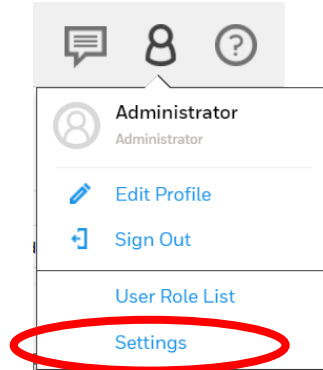 Administrator
Administrator
Edit Profile
Sign Out
User Role List
Settings